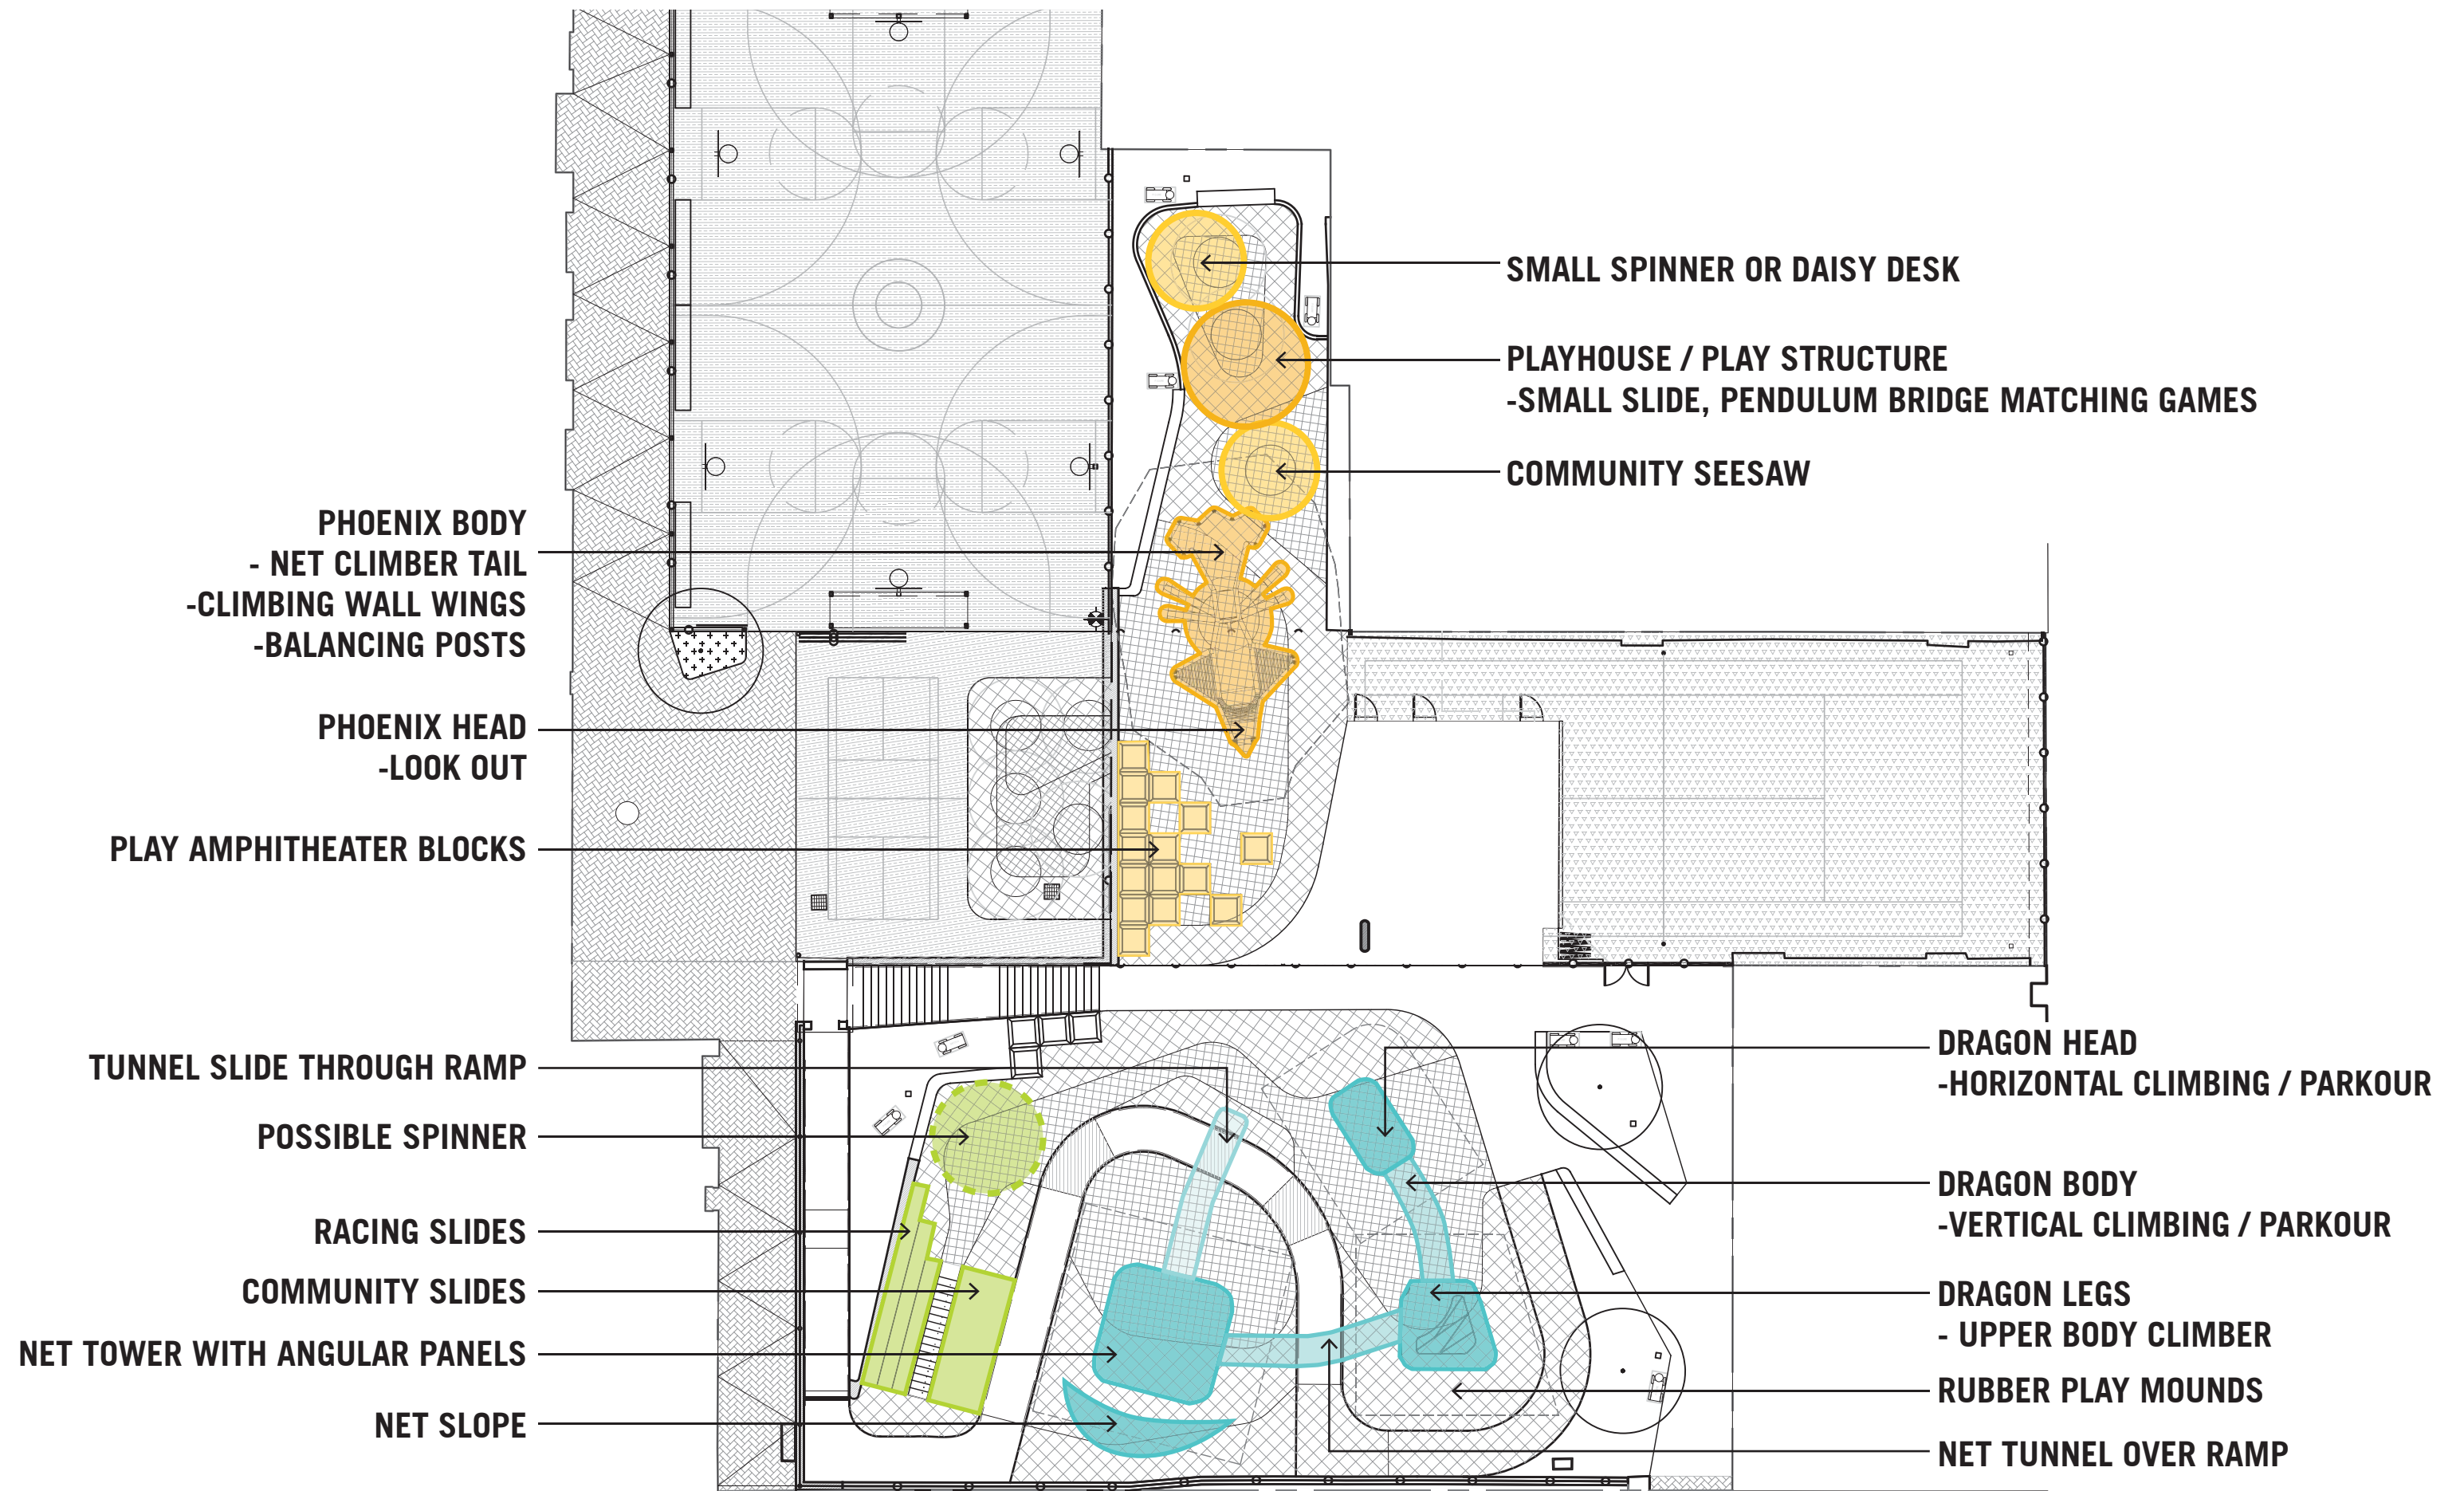 SMALL SPINNER OR DAISY DESK
PLAYHOUSE / PLAY STRUCTURE
-SMALL SLIDE, PENDULUM BRIDGE MATCHING GAMES
COMMUNITY SEESAW
PHOENIX BODY
- NET CLIMBER TAIL
-CLIMBING WALL WINGS
-BALANCING POSTS
PHOENIX HEAD
-LOOK OUT
PLAY AMPHITHEATER BLOCKS
TUNNEL SLIDE THROUGH RAMP
POSSIBLE SPINNER
RACING SLIDES
COMMUNITY SLIDES
NET TOWER WITH ANGULAR PANELS
NET SLOPE
DRAGON HEAD
-HORIZONTAL CLIMBING / PARKOUR
DRAGON BODY
-VERTICAL CLIMBING / PARKOUR
DRAGON LEGS
- UPPER BODY CLIMBER
RUBBER PLAY MOUNDS
NET TUNNEL OVER RAMP